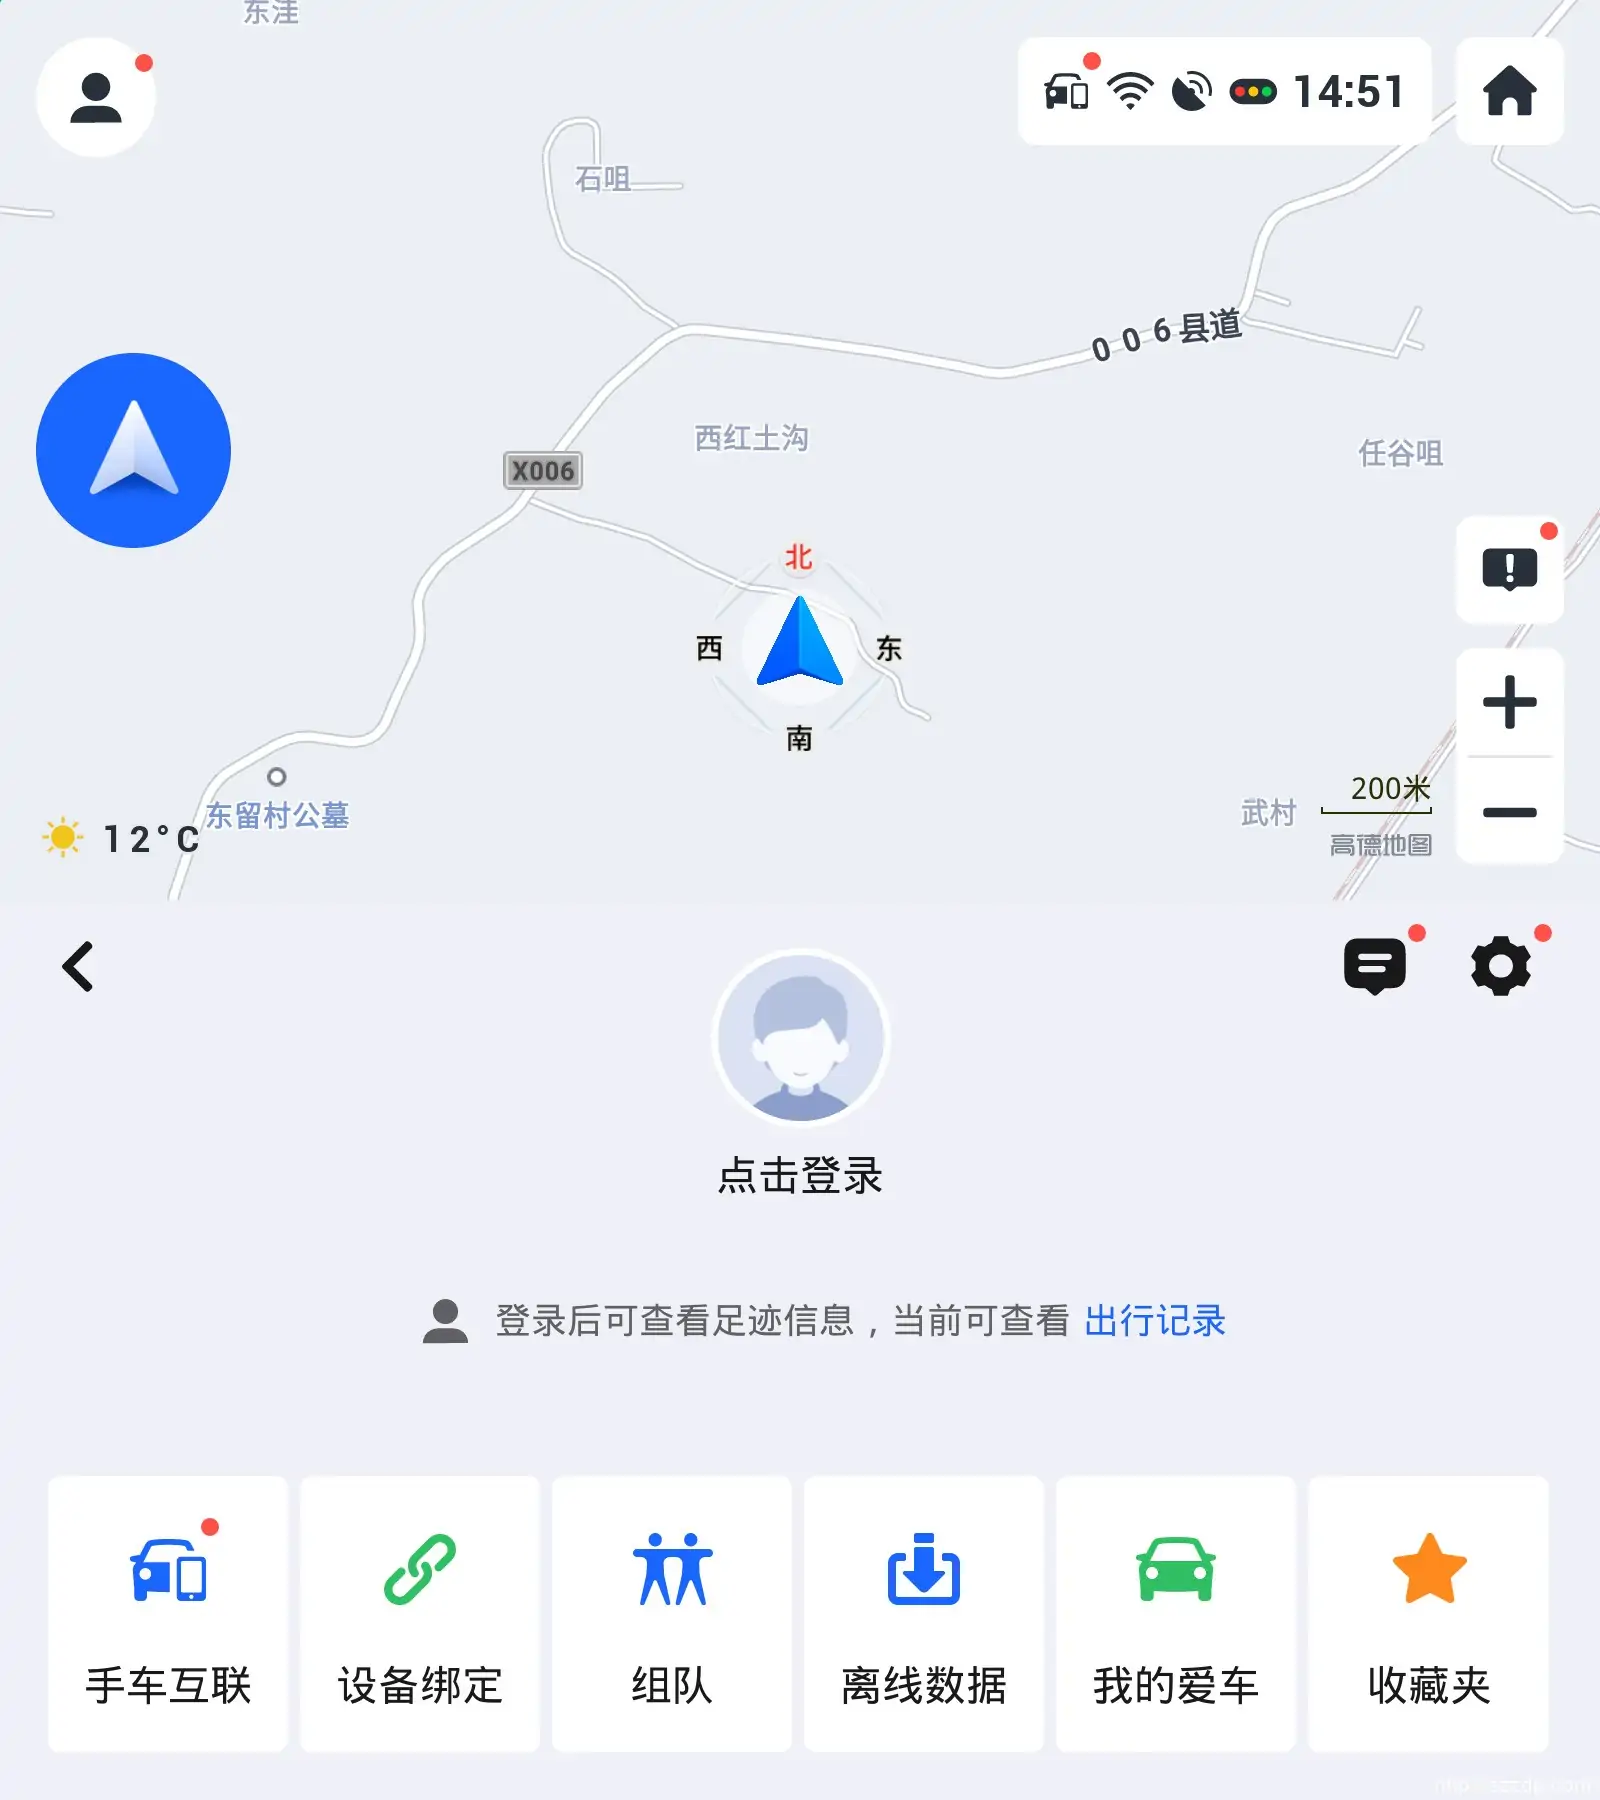 东洼
14:51
石咀
006县道
西红土沟
任谷咀
X006
北
西
东
南
200米
武村
东留村公墓
12°C
高德地图
点击登录
登录后可查看足迹信息，当前可查看 出行记录
手车互联
设备绑定
组队
离线数据
我的爱车
收藏夹